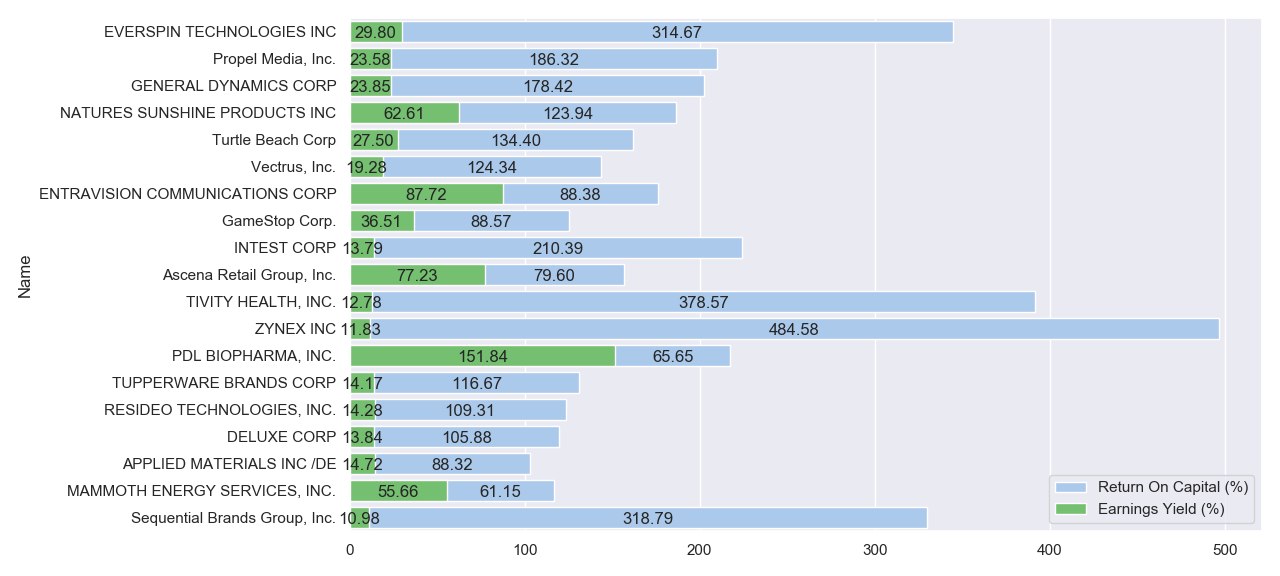 EVERSPIN TECHNOLOGIES INC 29.80 314.67
Propel Media, Inc. 23.58 186.32
GENERAL DYNAMICS CORP 23.85 178.42
NATURES SUNSHINE PRODUCTS INC 62.61 123.94
Turtle Beach Corp 27.50 134.40
Vectrus, Inc. 19.28 124.34
ENTRAVISION COMMUNICATIONS CORP 87.72 88.38
GameStop Corp. 36.51 88.57
INTEST CORP 13.79 210.39
Ascena Retail Group, Inc. 77.23 79.60
TIVITY HEALTH, INC. 12.78 378.57
ZYNEX INC 11.83 484.58
PDL BIOPHARMA, INC. 151.84 65.65
TUPPERWARE BRANDS CORP 14.17 116.67
RESIDEO TECHNOLOGIES, INC. 14.28 109.31
DELUXE CORP 13.84 105.88
APPLIED MATERIALS INC /DE 14.72 88.32
MAMMOTH ENERGY SERVICES, INC. 55.66 61.15
Sequential Brands Group, Inc. 10.98 318.79
Name
Return On Capital (%)
Earnings Yield (%)
0 100 200 300 400 500